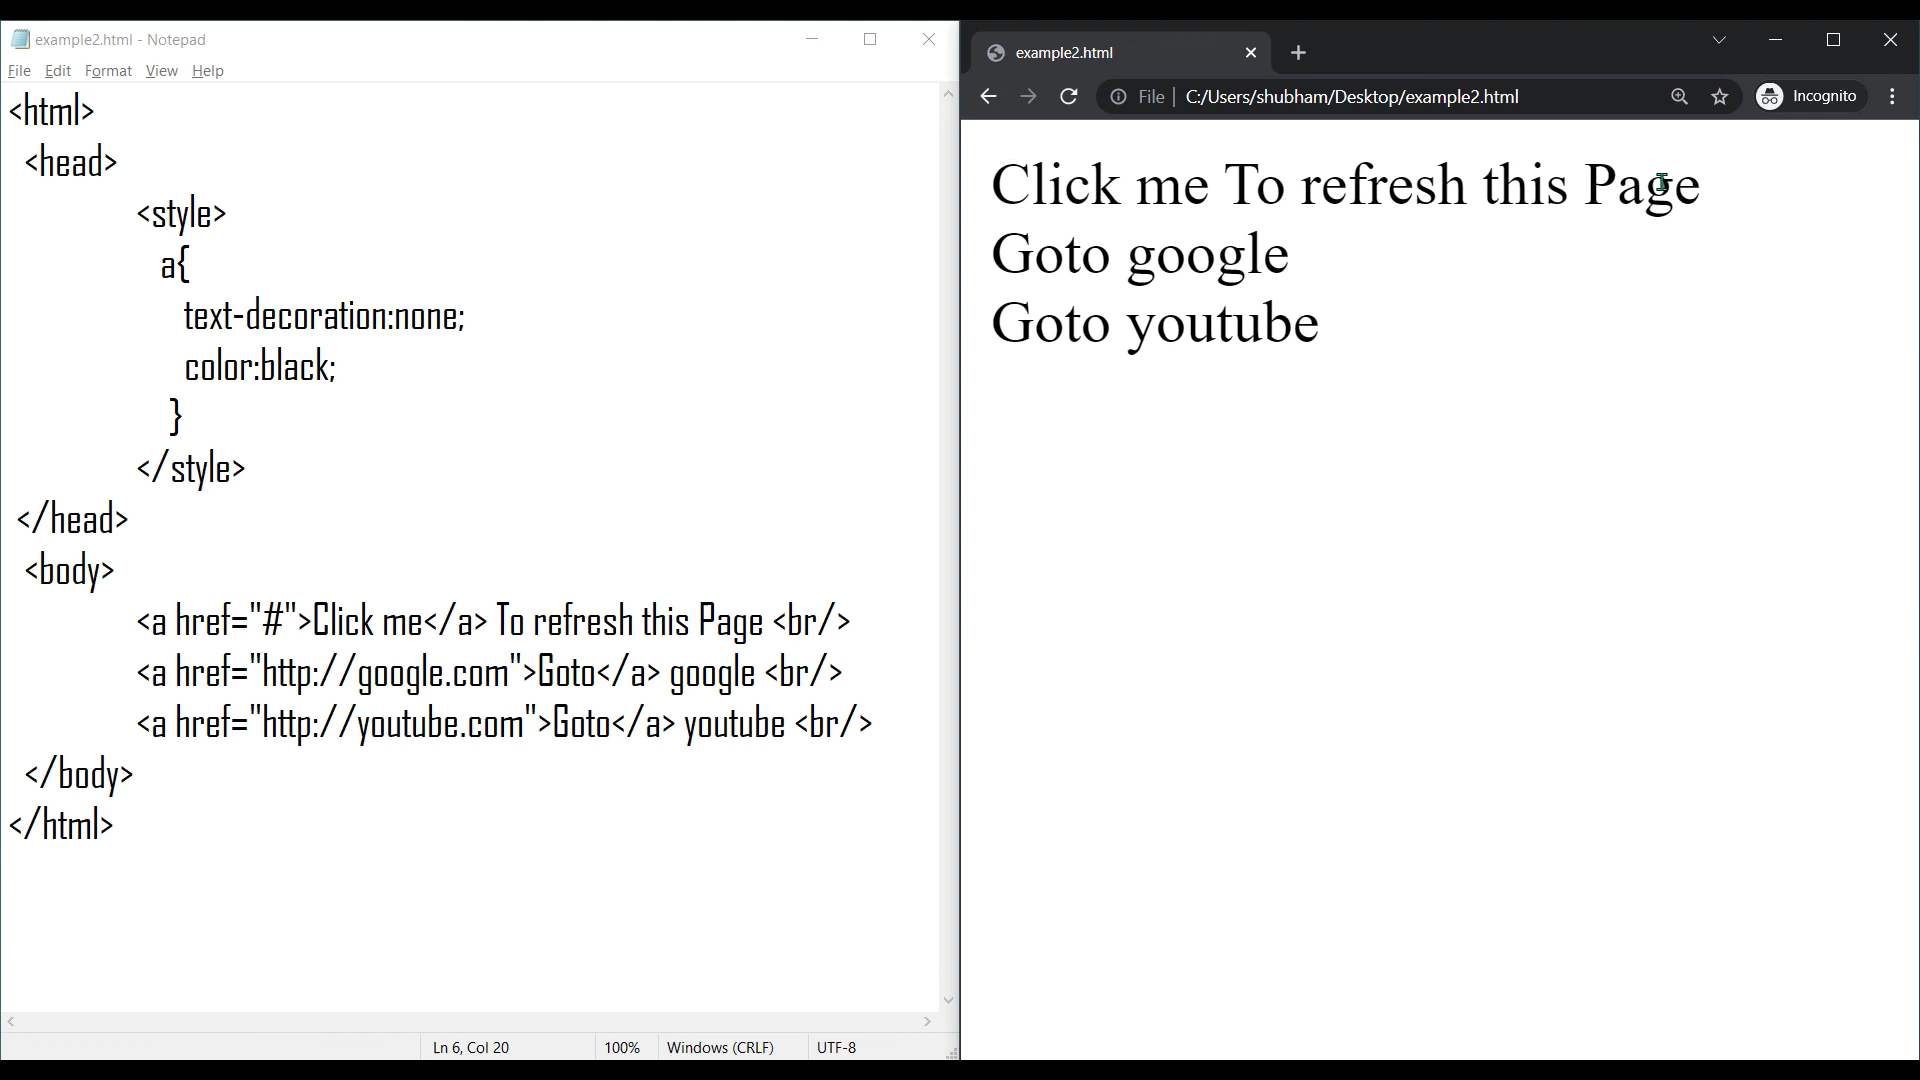 example2.html - Notepad
File Edit Format View Help
<html>
<head>
<style>
a{
text-decoration:none;
color:black;
}
</style>
</head>
<body>
<a href="#">Click me</a> To refresh this Page <br/>
<a href="http://google.com">Goto</a> google <br/>
<a href="http://youtube.com">Goto</a> youtube <br/>
</body>
</html>
Ln 6, Col 20 100% Windows (CRLF) UTF-8
example2.html
File C:/Users/shubham/Desktop/example2.html Incognito
Click me To refresh this Page
Goto google
Goto youtube